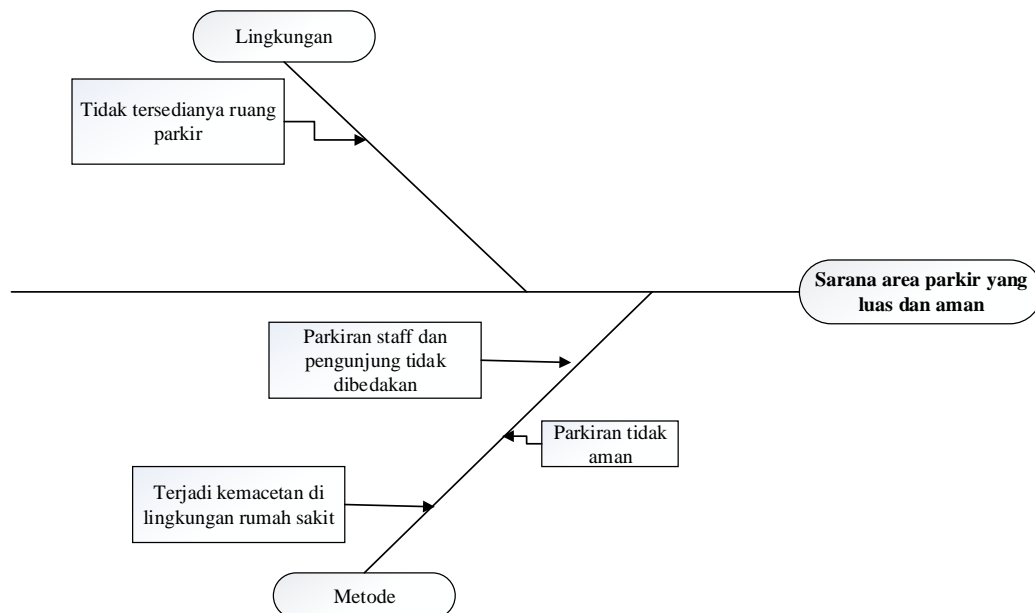 Lingkungan
Tidak tersedianya ruang
parkir
Sarana area parkir yang
luas dan aman
Parkiran staff dan
pengunjung tidak
dibedakan
Parkiran tidak
aman
Terjadi kemacetan di
lingkungan rumah sakit
Metode